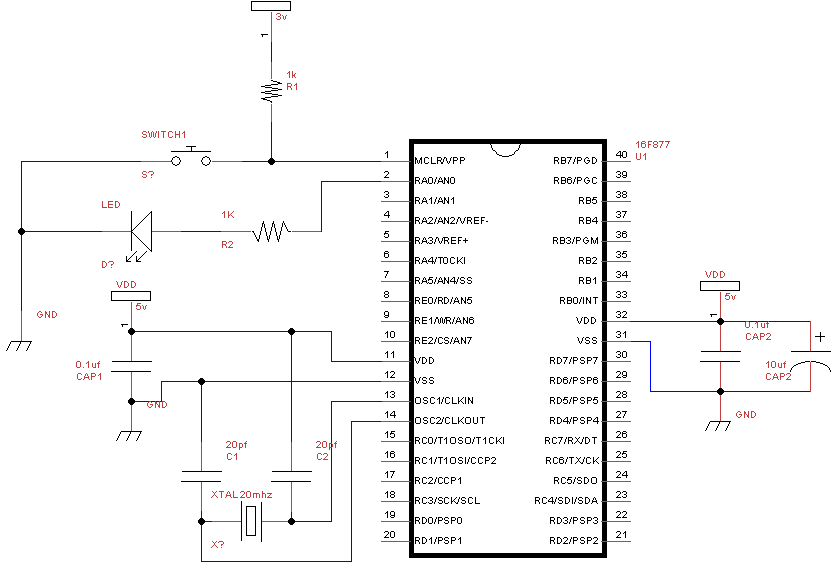 3v
1
1k
R1
SWITCH1
S?
LED
D?
1K
R2
GND
VDD
5v
1
0.1uf
CAP1
GND
20pf
C1
20pf
C2
XTAL20mhz
X?
16F877
U1
1 MCLR/VPP RB7/PGD 40
2 RA0/AN0 RB6/PGC 39
3 RA1/AN1 RB5 38
4 RA2/AN2/VREF- RB4 37
5 RA3/VREF+ RB3/PGM 36
6 RA4/T0CKI RB2 35
7 RA5/AN4/SS RB1 34
8 RE0/RD/AN5 RB0/INT 33
9 RE1/WR/AN6 VDD 32
10 RE2/CS/AN7 VSS 31
11 VDD RD7/PSP7 30
12 VSS RD6/PSP6 29
13 OSC1/CLKIN RD5/PSP5 28
14 OSC2/CLKOUT RD4/PSP4 27
15 RC0/T1OSO/T1CKI RC7/RX/DT 26
16 RC1/T1OSI/CCP2 RC6/TX/CK 25
17 RC2/CCP1 RC5/SDO 24
18 RC3/SCK/SCL RC4/SDI/SDA 23
19 RD0/PSP0 RD3/PSP3 22
20 RD1/PSP1 RD2/PSP2 21
VDD
5v
1
0.1uf
CAP2
+
10uf
CAP2
GND